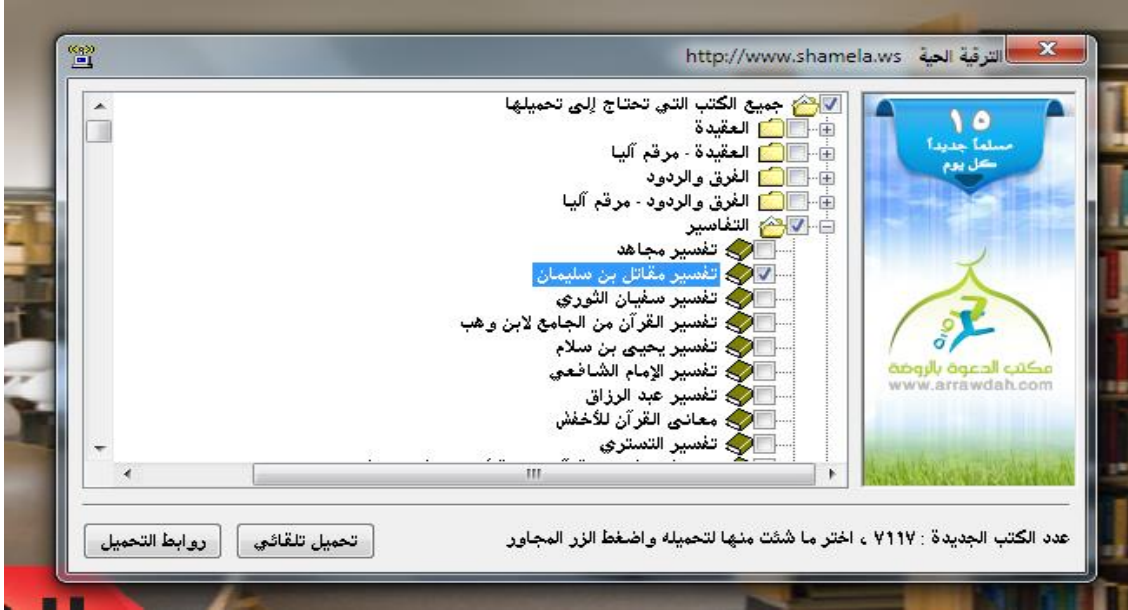 الترقية الحية http://www.shamela.ws
١٥
مسلماً جديداً
كل يوم
مكتب الدعوة بالروضة
www.arrawdah.com
جميع الكتب التي تحتاج إلى تحميلها
العقيدة
العقيدة - مرقم آليا
الفرق والردود
الفرق والردود - مرقم آليا
التفاسير
تفسير مجاهد
تفسير مقاتل بن سليمان
تفسير سفيان الثوري
تفسير القرآن من الجامع لابن وهب
تفسير يحيى بن سلام
تفسير الإمام الشافعي
تفسير عبد الرزاق
معانى القرآن للأخفش
تفسير التستري
عدد الكتب الجديدة : ٧١١٧ ، اختر ما شئت منها لتحميله واضغط الزر المجاور
تحميل تلقائي
روابط التحميل